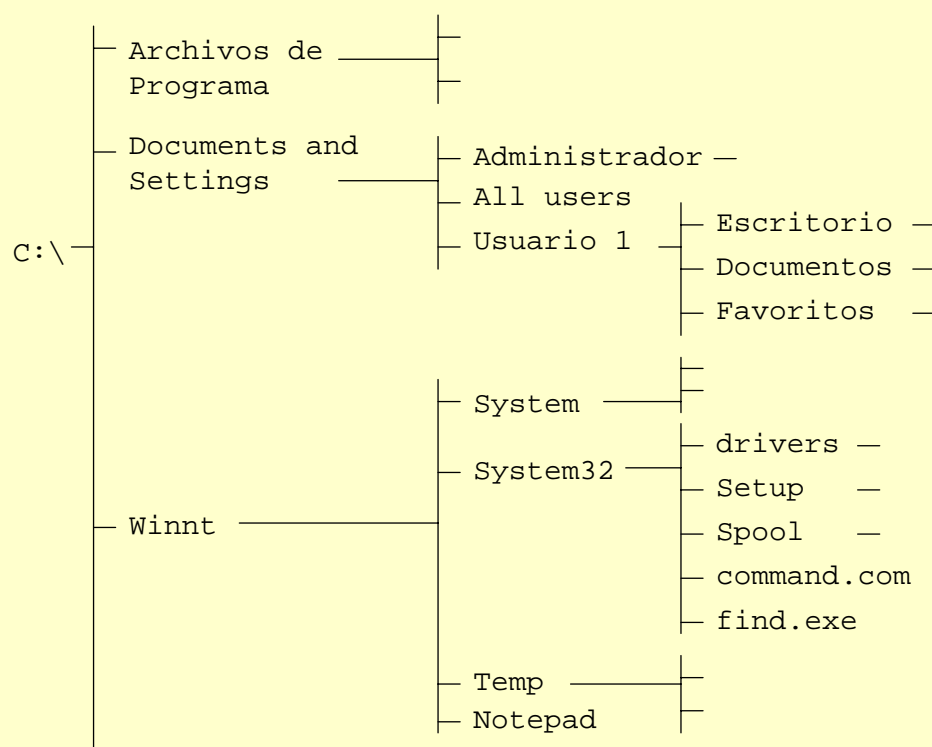 Archivos de
Programa
Documents and
Settings
Administrador
All users
Usuario 1
Escritorio
Documentos
Favoritos
C:\
System
System32
drivers
Setup
Spool
command.com
find.exe
Winnt
Temp
Notepad